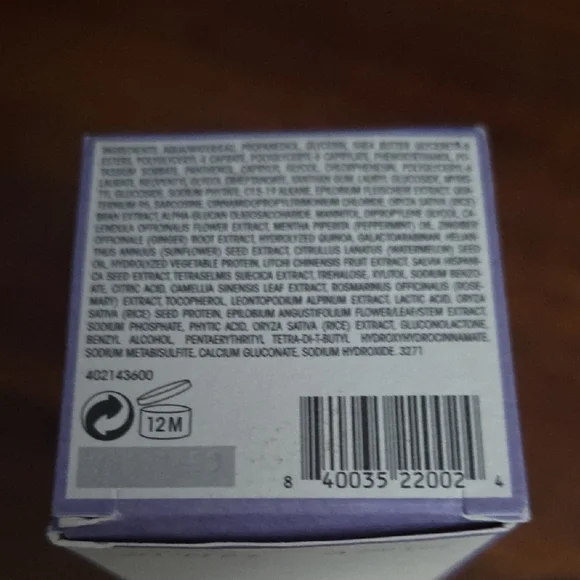 INGREDIENTS: AQUA/WATER/EAU, PROPANEDIOL, GLYCERIN, SHEA BUTTER GLYCERETH-8
ESTERS, POLYGLYCERYL-4 CAPRATE, POLYGLYCERYL-6 CAPRYLATE, PHENOXYETHANOL, PO-
TASSIUM SORBATE, PANTHENOL, CAPRYLYL GLYCOL, CHLORPHENESIN, POLYGLYCERYL-
LAURATE,
TYL GLUCOSIDE, SODIUM PHYTATE, C15-19 ALKANE, EPILOBIUM FLEISCHERI EXTRACT, QUA-
TERNIUM- SARCOSINE, CINNAMIDOPROPYLTRIMONIUM CHLORIDE, ORYZA SATIVA (RICE)
BRAN EXTRACT, ALPHA-GLUCAN OLIGOSACCHARIDE, MANNITOL, DIPROPYLENE GLYCOL, CA-
LENDULA OFFICINALIS FLOWER EXTRACT, MENTHA PIPERITA (PEPPERMINT) OIL, ZINGIBER
OFFICINALE (GINGER) ROOT EXTRACT, HYDROLYZED QUINOA, GALACTOARABINAN, HELIAN-
THUS ANNUUS (SUNFLOWER) SEED EXTRACT, CITRULLUS LANATUS (WATERMELON) SEED
OIL, HYDROLYZED VEGETABLE PROTEIN, LITCHI CHINENSIS FRUIT EXTRACT, SALVIA HISPANI-
CA SEED EXTRACT, TETRASELMIS SUECICA EXTRACT, TREHALOSE, XYLITOL, SODIUM BENZO-
ATE, CITRIC ACID, CAMELLIA SINENSIS LEAF EXTRACT, ROSMARINUS OFFICINALIS (ROSE-
MARY) EXTRACT, TOCOPHEROL, LEONTOPODIUM ALPINUM EXTRACT, LACTIC ACID, ORYZA
SATIVA (RICE) SEED PROTEIN, EPILOBIUM ANGUSTIFOLIUM FLOWER/LEAF/STEM EXTRACT,
SODIUM PHOSPHATE, PHYTIC ACID, ORYZA SATIVA (RICE) EXTRACT, GLUCONOLACTONE,
BENZYL ALCOHOL, PENTAERYTHRITYL TETRA-DI-T-BUTYL HYDROXYHYDROCINNAMATE,
SODIUM METABISULFITE, CALCIUM GLUCONATE, SODIUM HYDROXIDE. 3271
402143600
12M
8 40035 22002 4